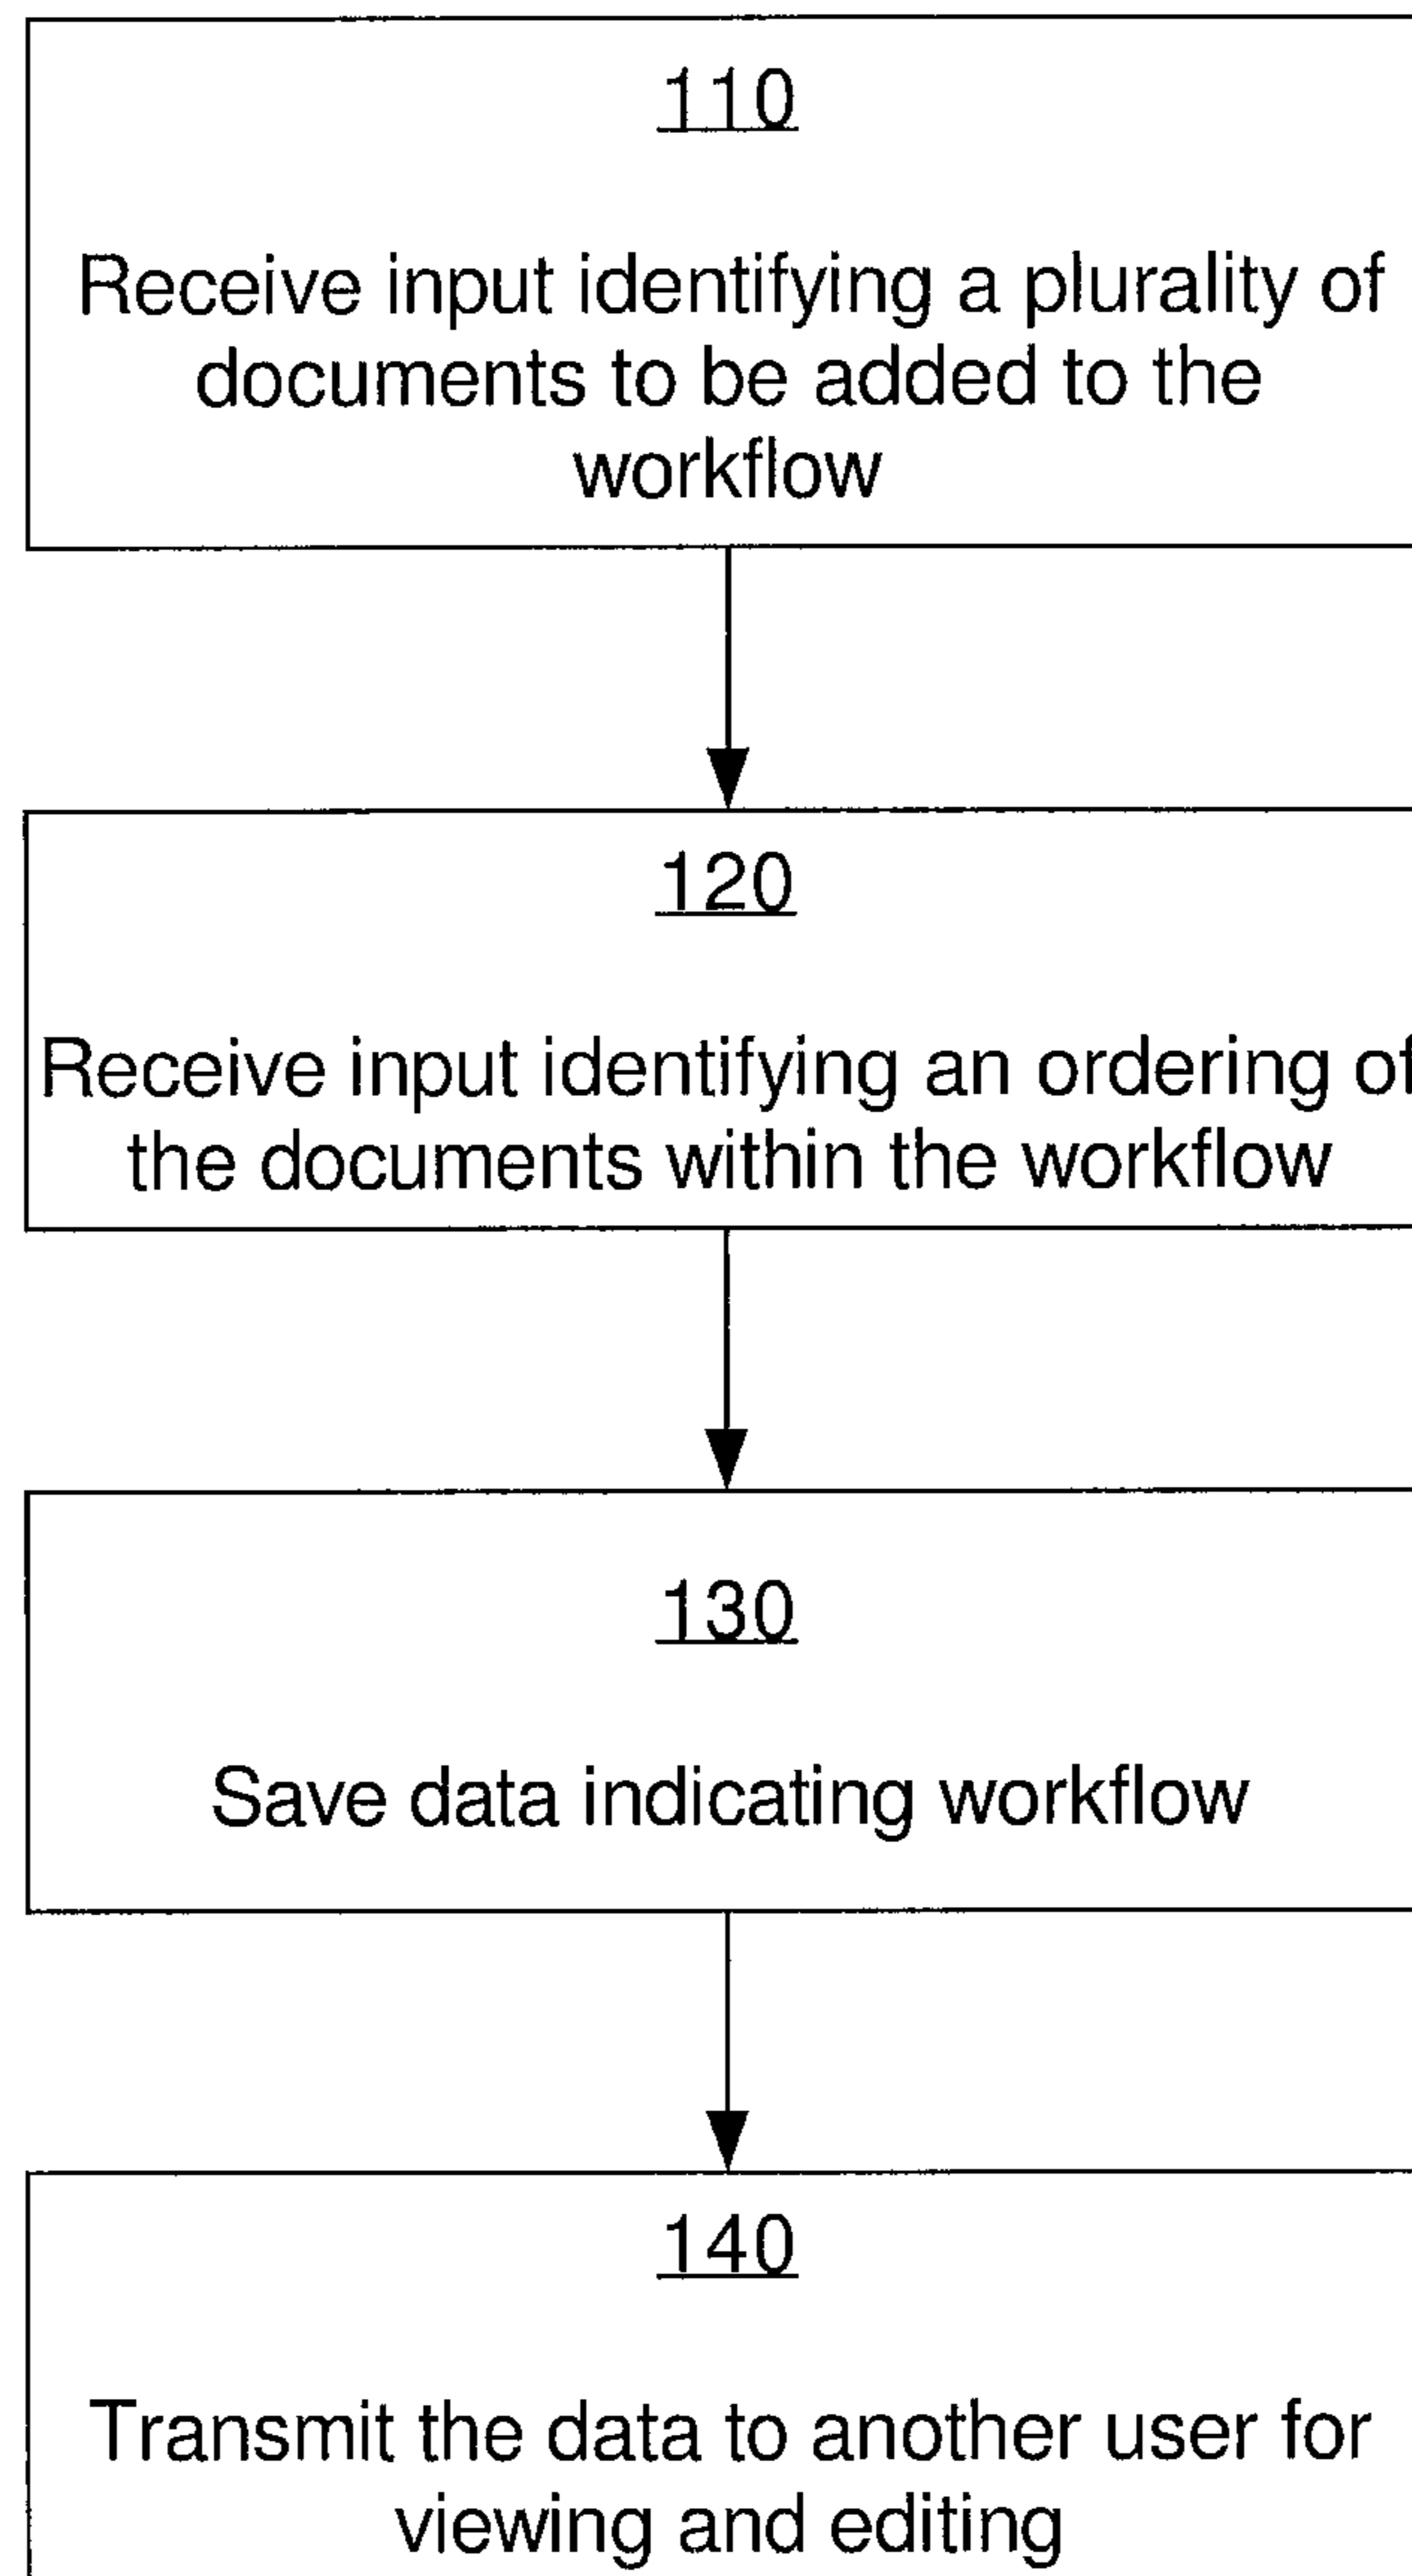 110
Receive input identifying a plurality of
documents to be added to the
workflow
120
Receive input identifying an ordering of
the documents within the workflow
130
Save data indicating workflow
140
Transmit the data to another user for
viewing and editing